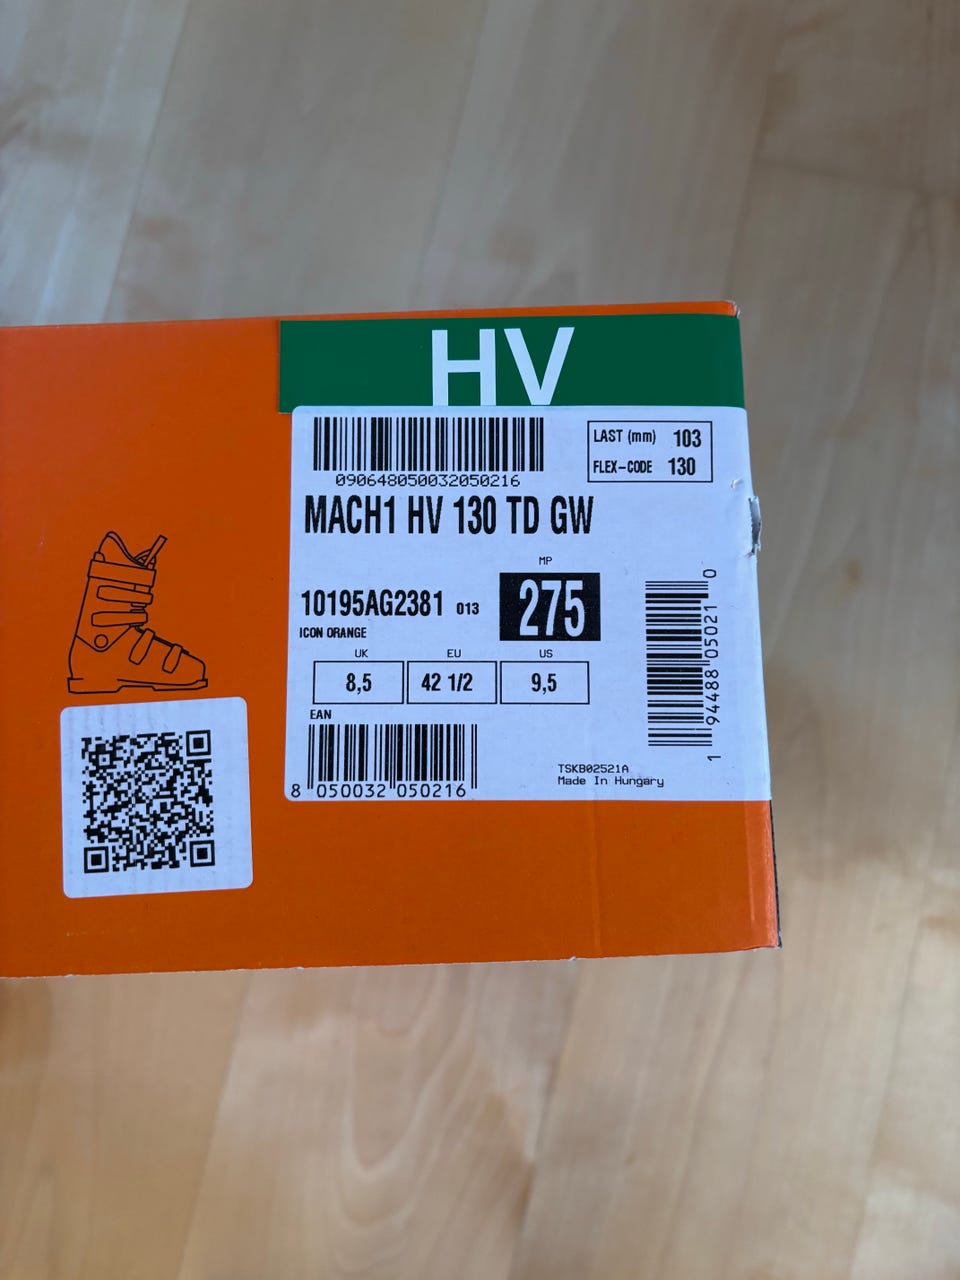 HV
LAST (mm) 103
FLEX-CODE 130
090648050032050216
MACH1 HV 130 TD GW
MP
10195AG2381 013
275
ICON ORANGE
UK EU US
8,5 42 1/2 9,5
EAN
8 050032 050216
TSKB02521A
Made In Hungary
1 94488 05021 0